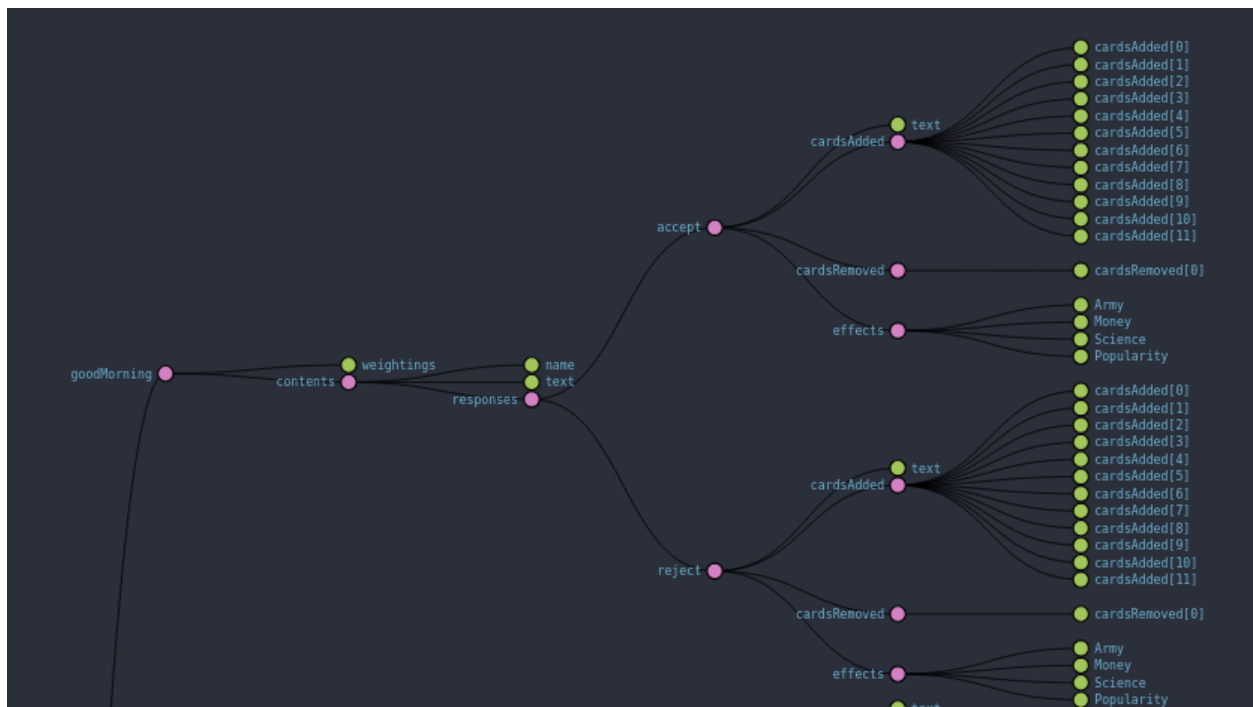 cardsAdded[0]
cardsAdded[1]
cardsAdded[2]
cardsAdded[3]
cardsAdded[4]
text
cardsAdded[5]
cardsAdded
cardsAdded[6]
cardsAdded[7]
cardsAdded[8]
cardsAdded[9]
cardsAdded[10]
accept
cardsAdded[11]
cardsRemoved
cardsRemoved[0]
Army
Money
effects
Science
Popularity
goodMorning
weightings
contents
name
text
responses
cardsAdded[0]
cardsAdded[1]
cardsAdded[2]
cardsAdded[3]
cardsAdded[4]
text
cardsAdded[5]
cardsAdded
cardsAdded[6]
cardsAdded[7]
cardsAdded[8]
cardsAdded[9]
cardsAdded[10]
reject
cardsAdded[11]
cardsRemoved
cardsRemoved[0]
Army
Money
effects
Science
Popularity